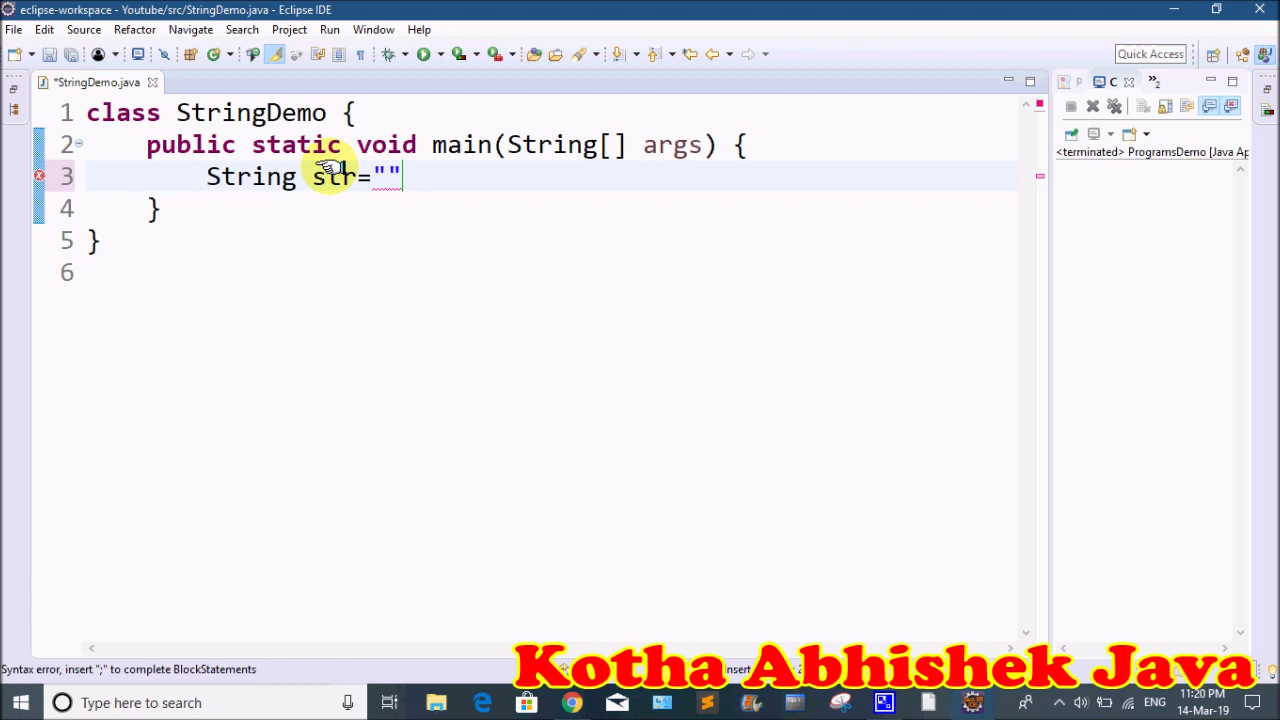 eclipse-workspace - Youtube/src/StringDemo.java - Eclipse IDE
File Edit Source Refactor Navigate Search Project Run Window Help
Quick Access
*StringDemo.java
P C »2
1 class StringDemo {
2 public static void main(String[] args) {
3 String str=""
4 }
5 }
6
<terminated> ProgramsDemo [Java A
Syntax error, insert ";" to complete BlockStatements
Kotha Abhishek Java
Type here to search
ENG
11:20 PM
14-Mar-19